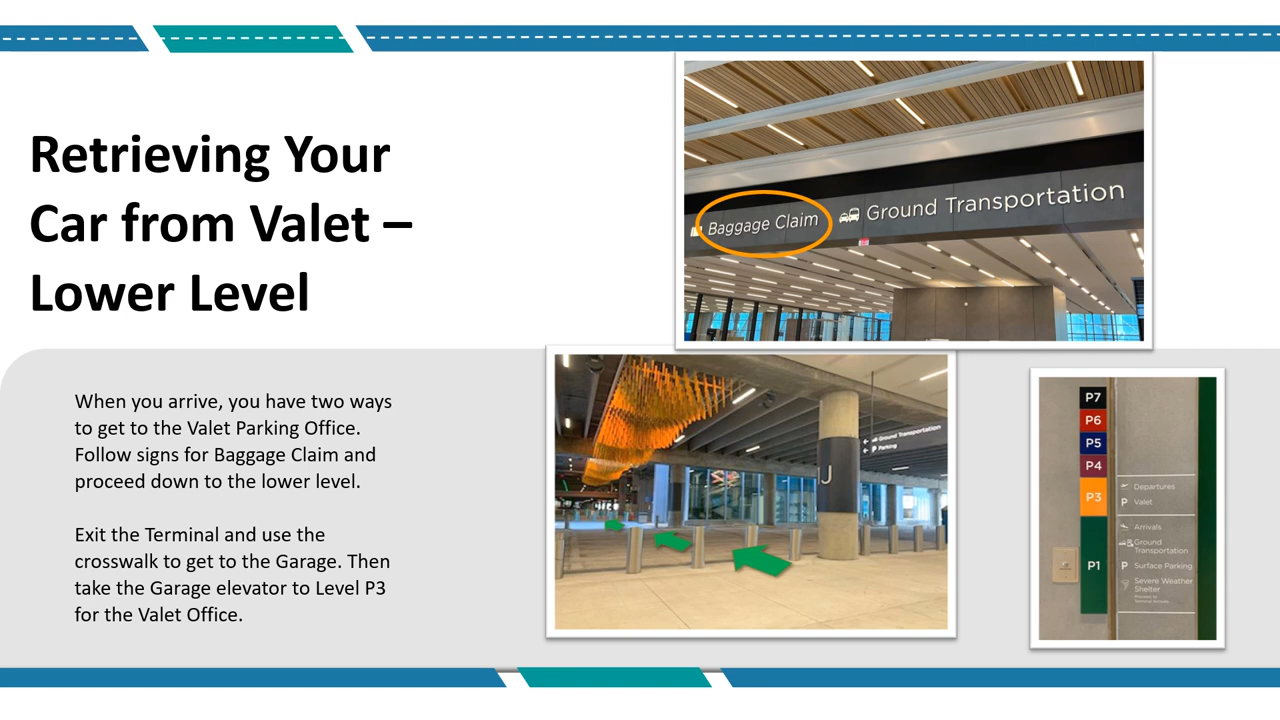 Retrieving Your
Car from Valet –
Lower Level
When you arrive, you have two ways
to get to the Valet Parking Office.
Follow signs for Baggage Claim and
proceed down to the lower level.
Exit the Terminal and use the
crosswalk to get to the Garage. Then
take the Garage elevator to Level P3
for the Valet Office.
Baggage Claim Ground Transportation
Ground Transportation
Parking
J
P7
P6
P5
P4
P3
Departures
P Valet
P1
Arrivals
Ground
Transportation
P Surface Parking
Severe Weather
Shelter